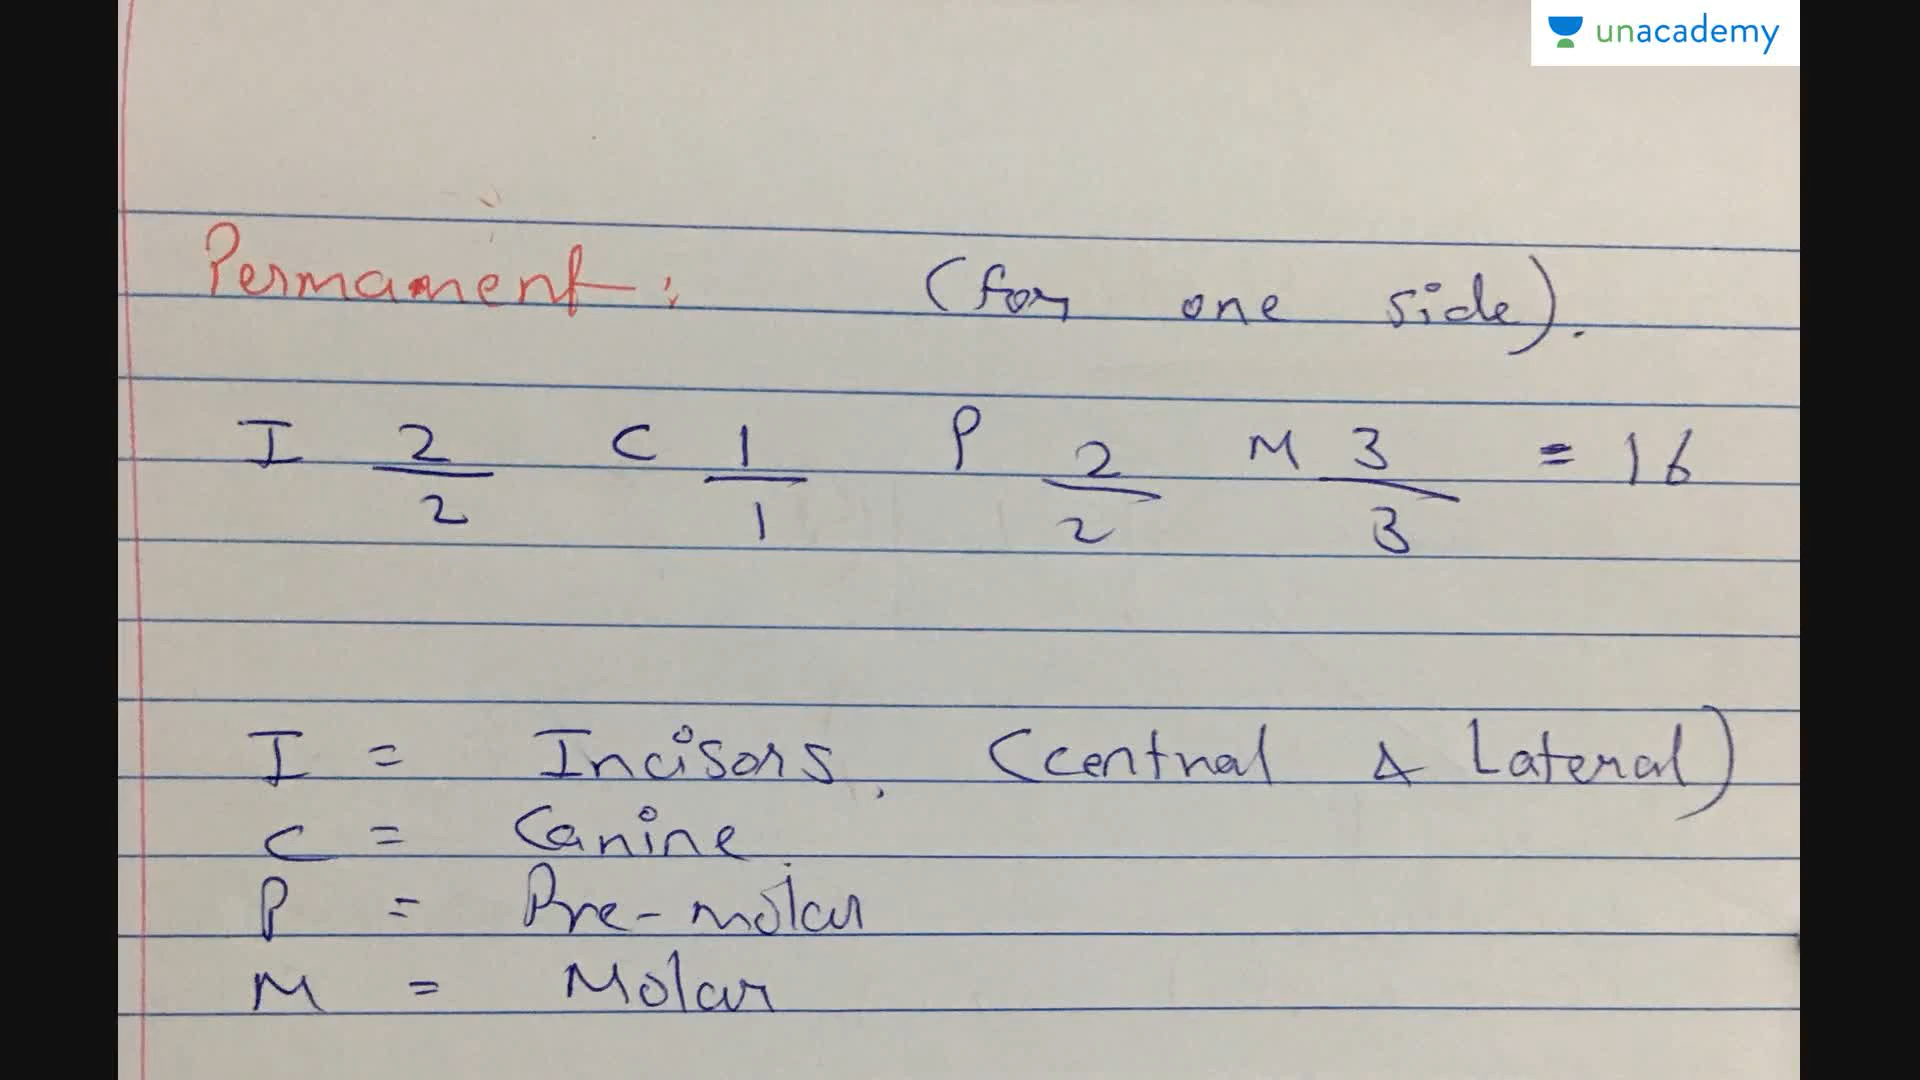 unacademy
Permament: (for one side).
I 2/2 C 1/1 P 2/2 M 3/3 = 16
I = Incisors, (central & Lateral)
C = Canine
P = Pre-molar
M = Molar